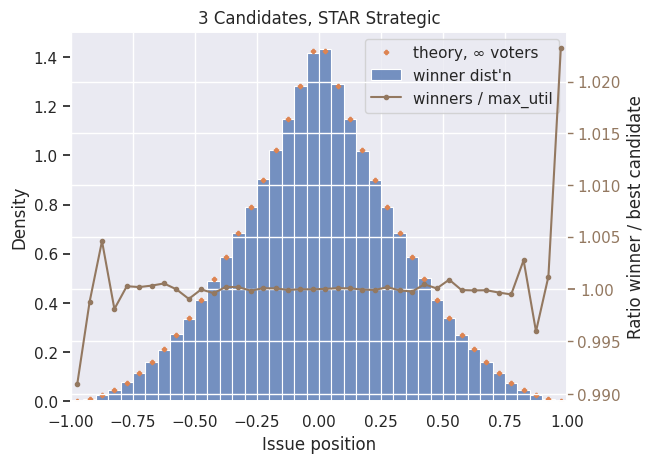 3 Candidates, STAR Strategic
theory, ∞ voters
winner dist'n
winners / max_util
1.4
1.2
1.0
0.8
0.6
0.4
0.2
0.0
Density
1.020
1.015
1.010
1.005
1.00
0.995
0.990
Ratio winner / best candidate
−1.00 −0.75 −0.50 −0.25 0.00 0.25 0.50 0.75 1.00
Issue position